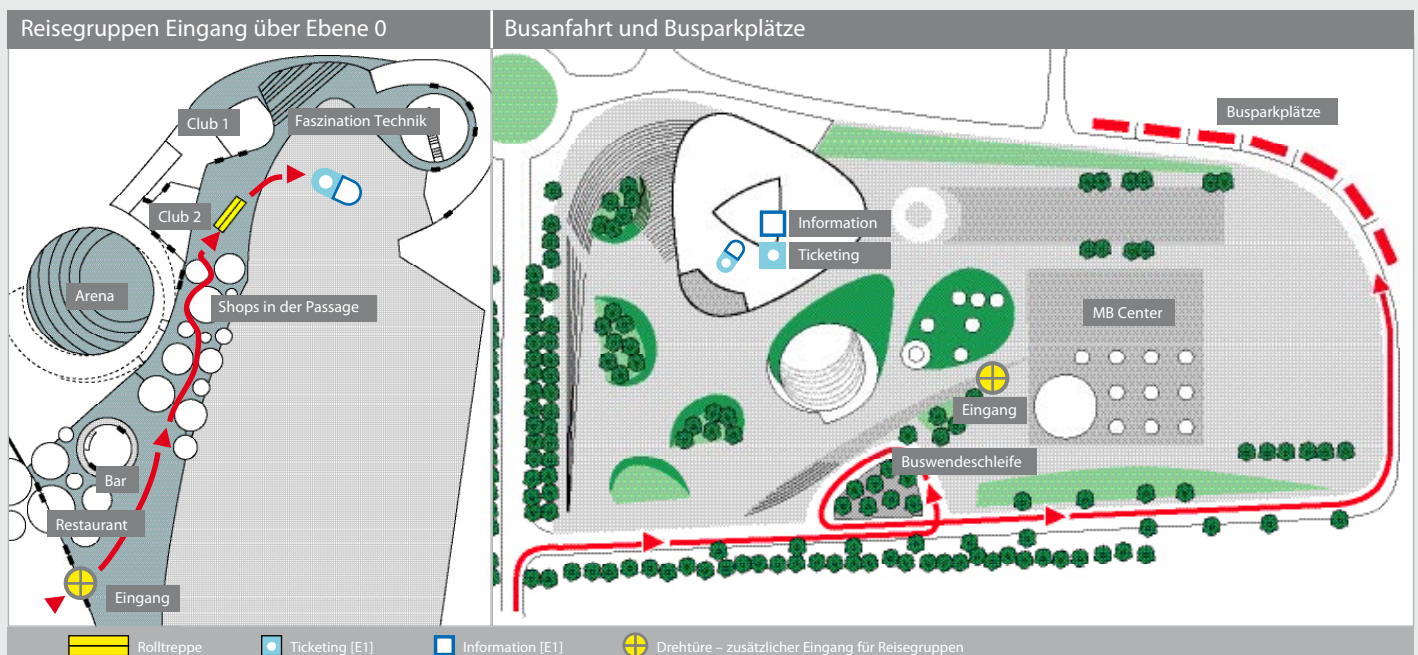 Reisegruppen Eingang über Ebene 0
Busanfahrt und Busparkplätze
Club 1
Faszination Technik
Club 2
Arena
Shops in der Passage
Bar
Restaurant
Eingang
Busparkplätze
Information
Ticketing
MB Center
Eingang
Buswendeschleife
Rolltreppe
Ticketing [E1]
Information [E1]
Drehtüre – zusätzlicher Eingang für Reisegruppen